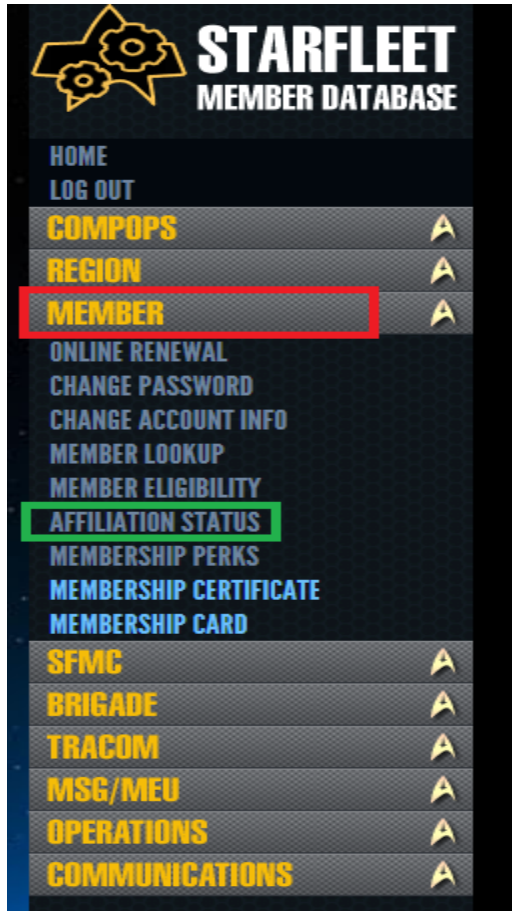 STARFLEET
MEMBER DATABASE
HOME
LOG OUT
COMPOPS
REGION
MEMBER
ONLINE RENEWAL
CHANGE PASSWORD
CHANGE ACCOUNT INFO
MEMBER LOOKUP
MEMBER ELIGIBILITY
AFFILIATION STATUS
MEMBERSHIP PERKS
MEMBERSHIP CERTIFICATE
MEMBERSHIP CARD
SFMC
BRIGADE
TRACOM
MSG/MEU
OPERATIONS
COMMUNICATIONS